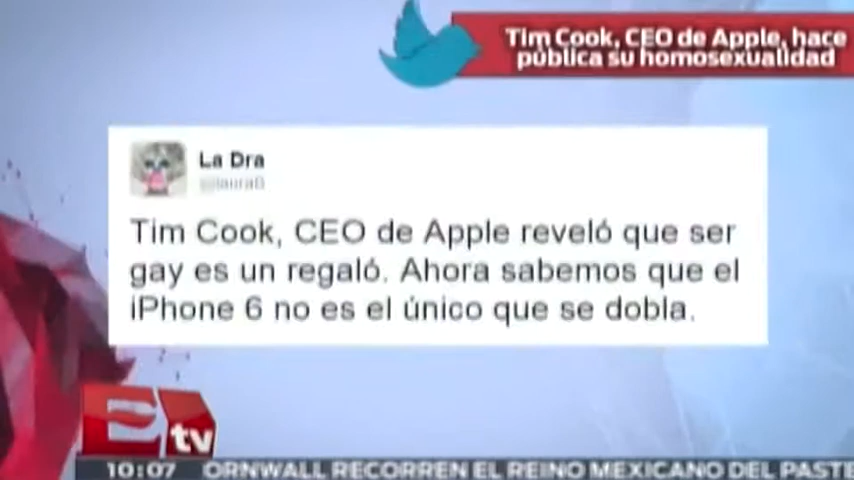 Tim Cook, CEO de Apple, hace
pública su homosexualidad
La Dra
Tim Cook, CEO de Apple reveló que ser
gay es un regaló. Ahora sabemos que el
iPhone 6 no es el único que se dobla.
E tv
10:07 ORNWALL RECORREN EL REINO MEXICANO DEL PASTE